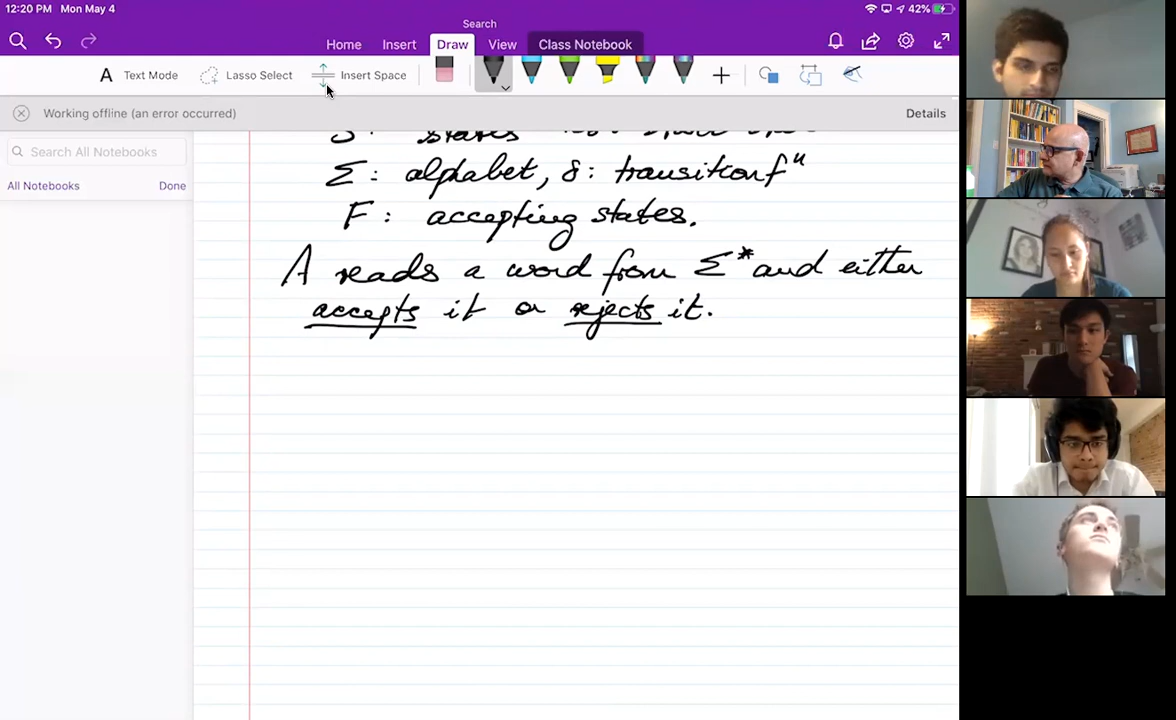 12:20 PM Mon May 4
42%
Search
Home Insert Draw View Class Notebook
A Text Mode Lasso Select Insert Space
Working offline (an error occurred) Details
Search All Notebooks
All Notebooks Done
S: states
Σ: alphabet, δ: transition fⁿ
F: accepting states.
A reads a word from Σ* and either
accepts it or rejects it.